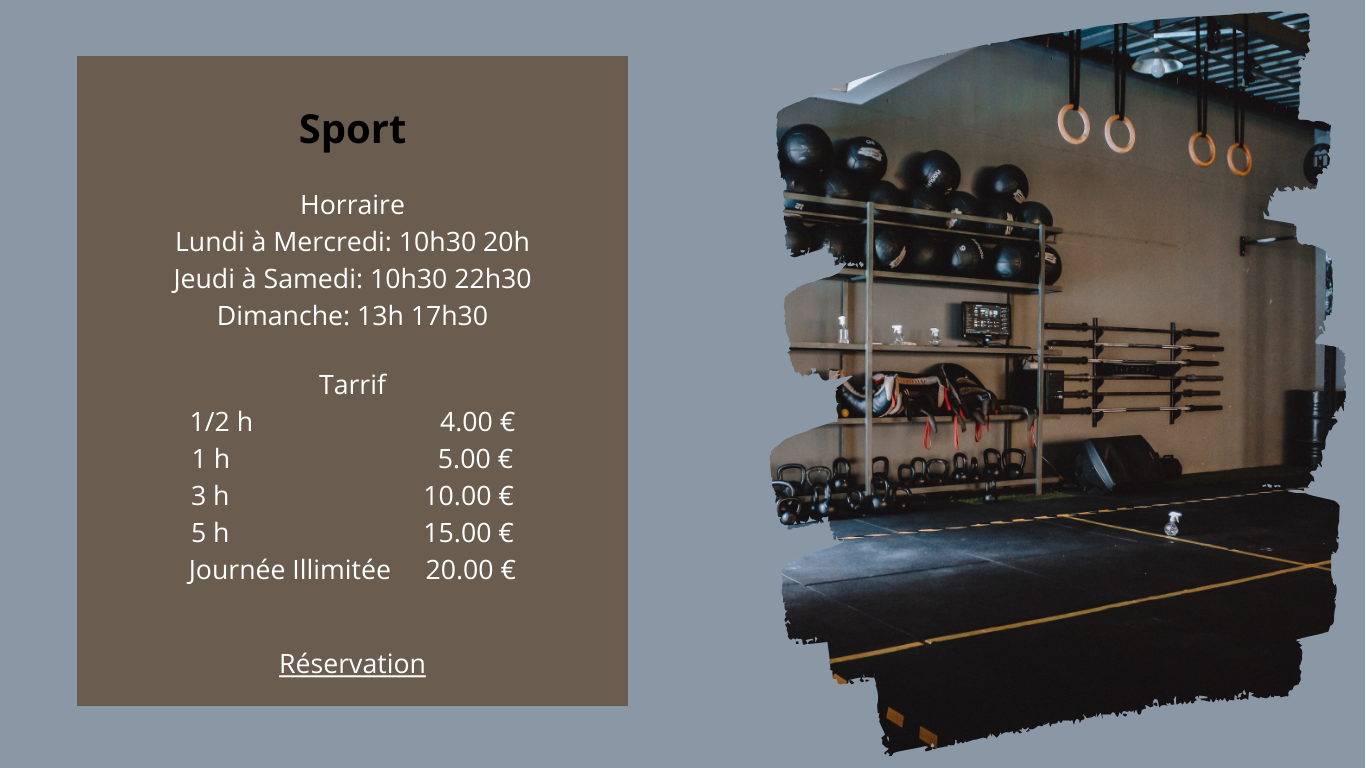 Sport
Horraire
Lundi à Mercredi: 10h30 20h
Jeudi à Samedi: 10h30 22h30
Dimanche: 13h 17h30
Tarrif
1/2 h 4.00 €
1 h 5.00 €
3 h 10.00 €
5 h 15.00 €
Journée Illimitée 20.00 €
Réservation